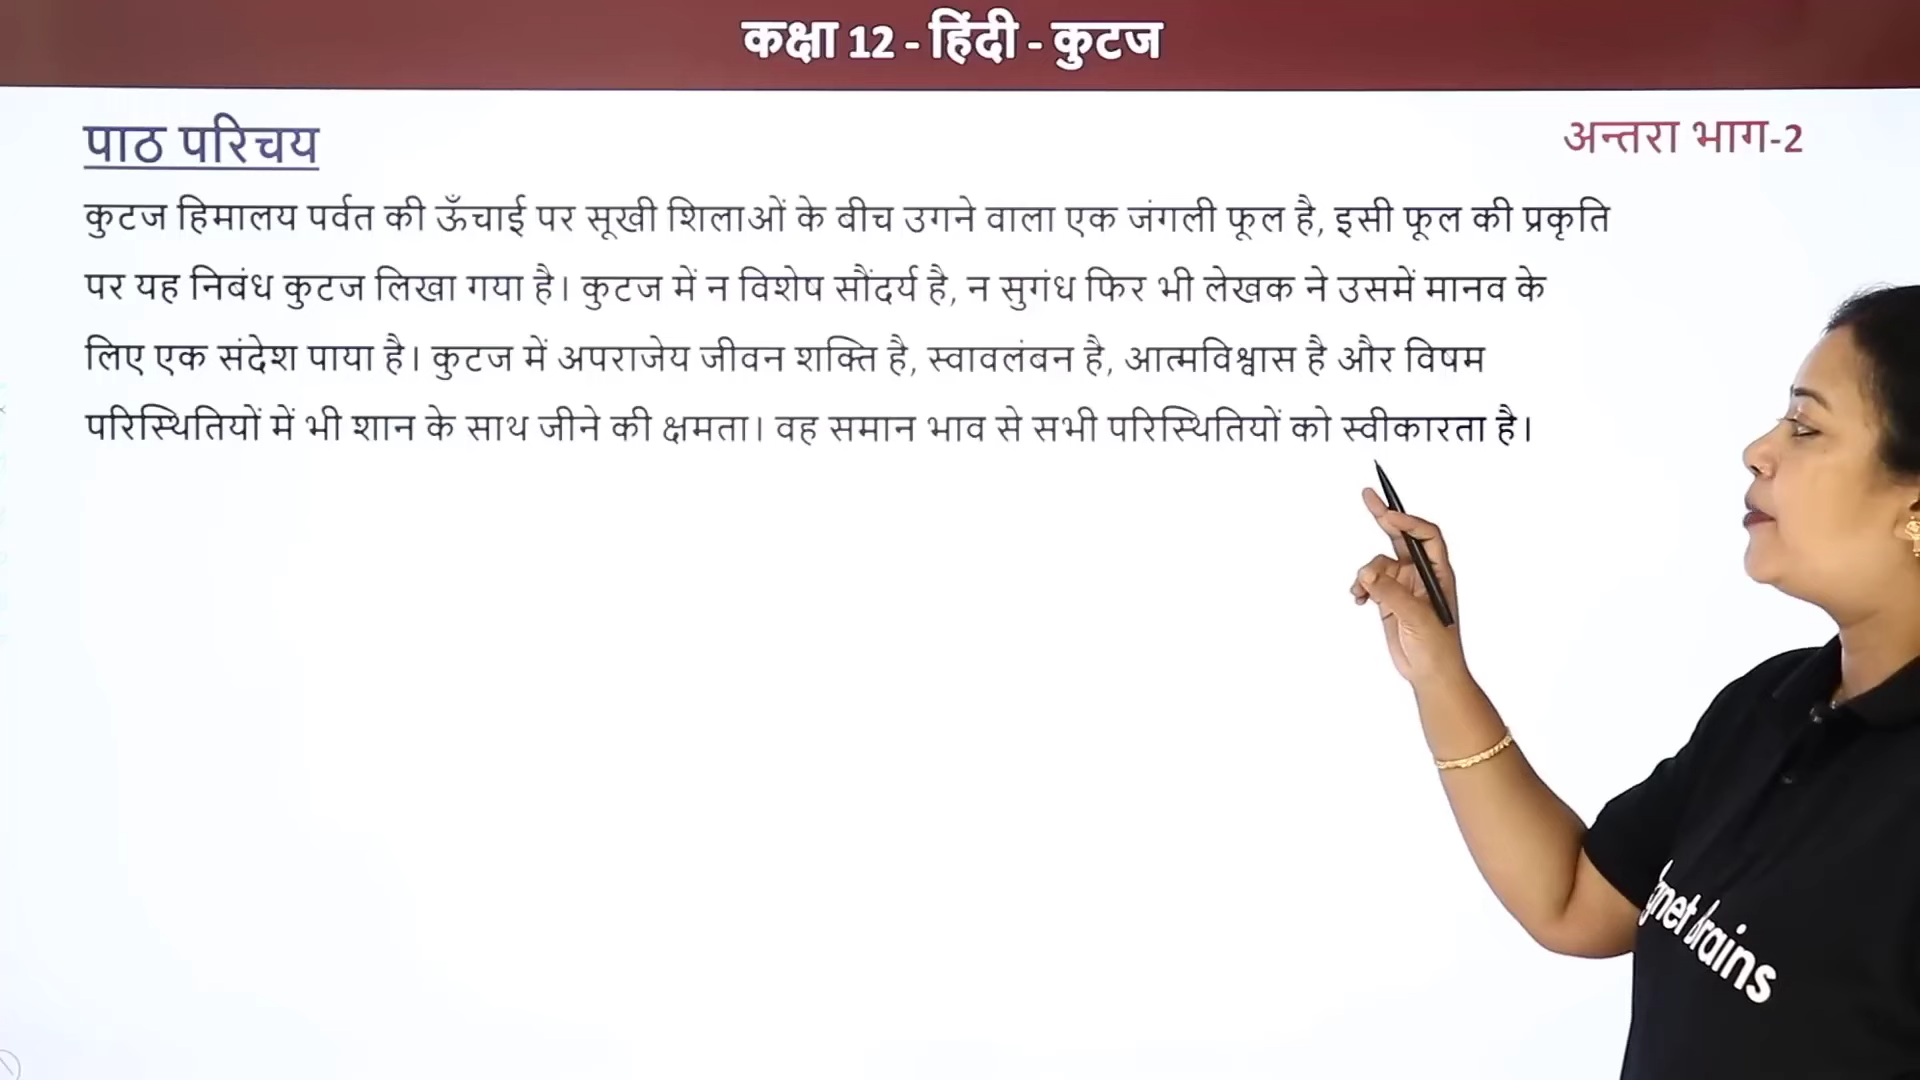 कक्षा 12 - हिंदी - कुटज
पाठ परिचय
अन्तरा भाग-2
कुटज हिमालय पर्वत की ऊँचाई पर सूखी शिलाओं के बीच उगने वाला एक जंगली फूल है, इसी फूल की प्रकृति
पर यह निबंध कुटज लिखा गया है। कुटज में न विशेष सौंदर्य है, न सुगंध फिर भी लेखक ने उसमें मानव के
लिए एक संदेश पाया है। कुटज में अपराजेय जीवन शक्ति है, स्वावलंबन है, आत्मविश्वास है और विषम
परिस्थितियों में भी शान के साथ जीने की क्षमता। वह समान भाव से सभी परिस्थितियों को स्वीकारता है।
brains